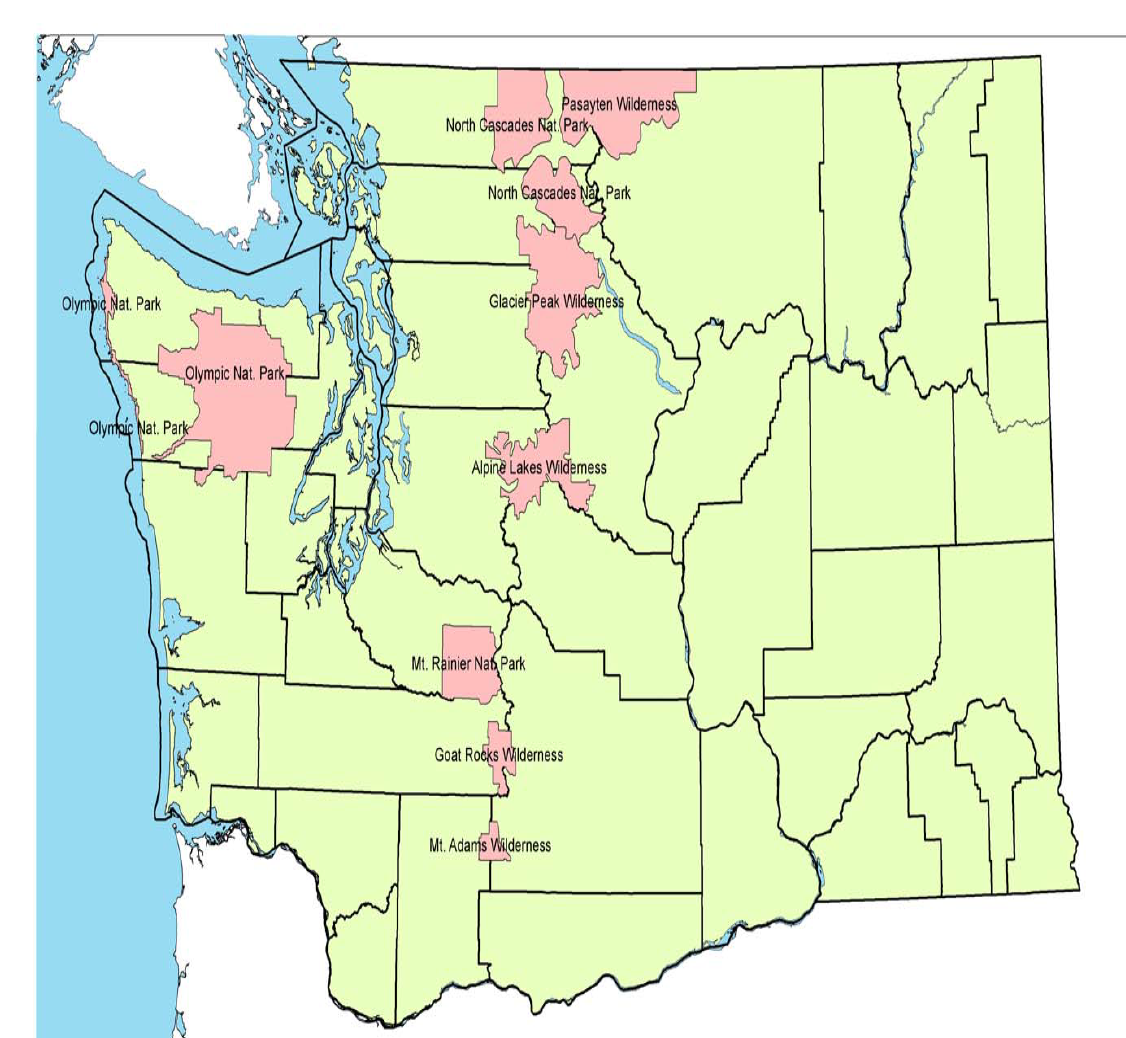 Pasayten Wilderness
North Cascades Nat. Park
North Cascades Nat. Park
Glacier Peak Wilderness
Olympic Nat. Park
Olympic Nat. Park
Olympic Nat. Park
Alpine Lakes Wilderness
Mt. Rainier Nat. Park
Goat Rocks Wilderness
Mt. Adams Wilderness